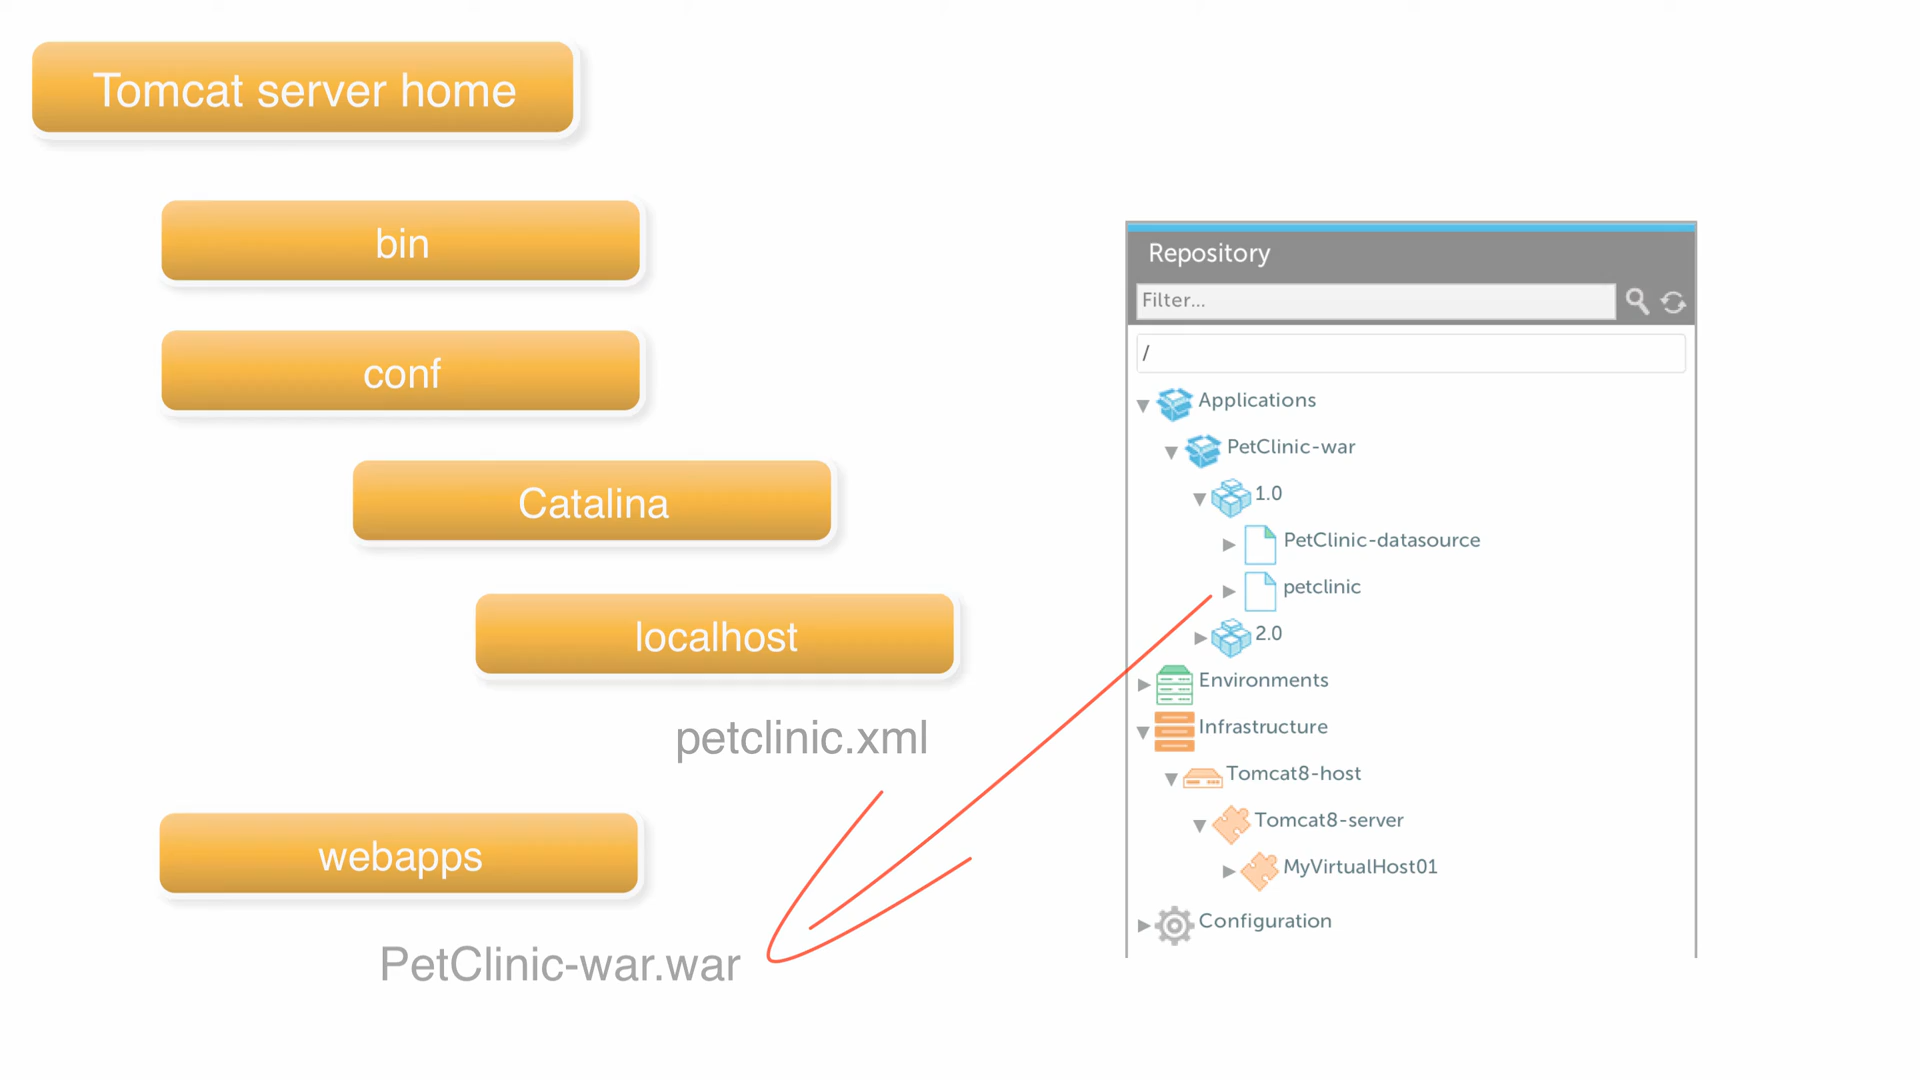 Tomcat server home
bin
conf
Catalina
localhost
petclinic.xml
webapps
PetClinic-war.war
Repository
Filter...
/
Applications
PetClinic-war
1.0
PetClinic-datasource
petclinic
2.0
Environments
Infrastructure
Tomcat8-host
Tomcat8-server
MyVirtualHost01
Configuration